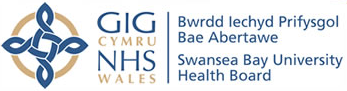 GIG
CYMRU
NHS
WALES
Bwrdd Iechyd Prifysgol
Bae Abertawe
Swansea Bay University
Health Board